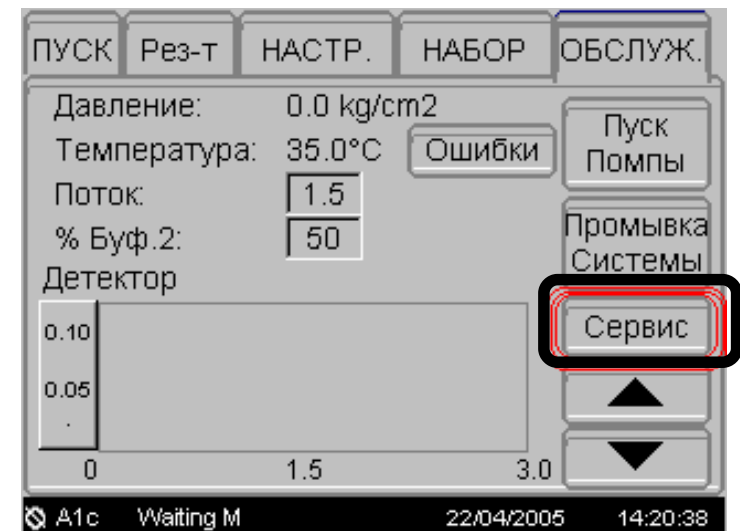 ПУСК Рез-т НАСТР. НАБОР ОБСЛУЖ.
Давление: 0.0 kg/cm2
Температура: 35.0°C Ошибки
Поток: 1.5
% Буф.2: 50
Детектор
Пуск
Помпы
Промывка
Системы
Сервис
0.10
0.05
0 1.5 3.0
A1c Waiting M 22/04/2005 14:20:38